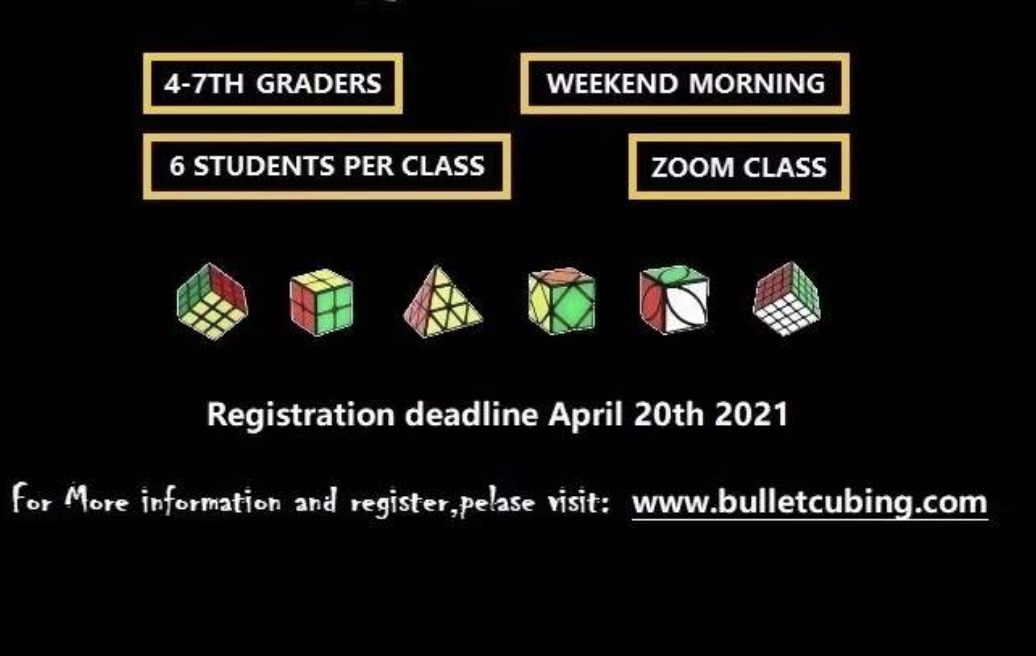 4-7TH GRADERS
WEEKEND MORNING
6 STUDENTS PER CLASS
ZOOM CLASS
Registration deadline April 20th 2021
For More information and register,pelase visit: www.bulletcubing.com